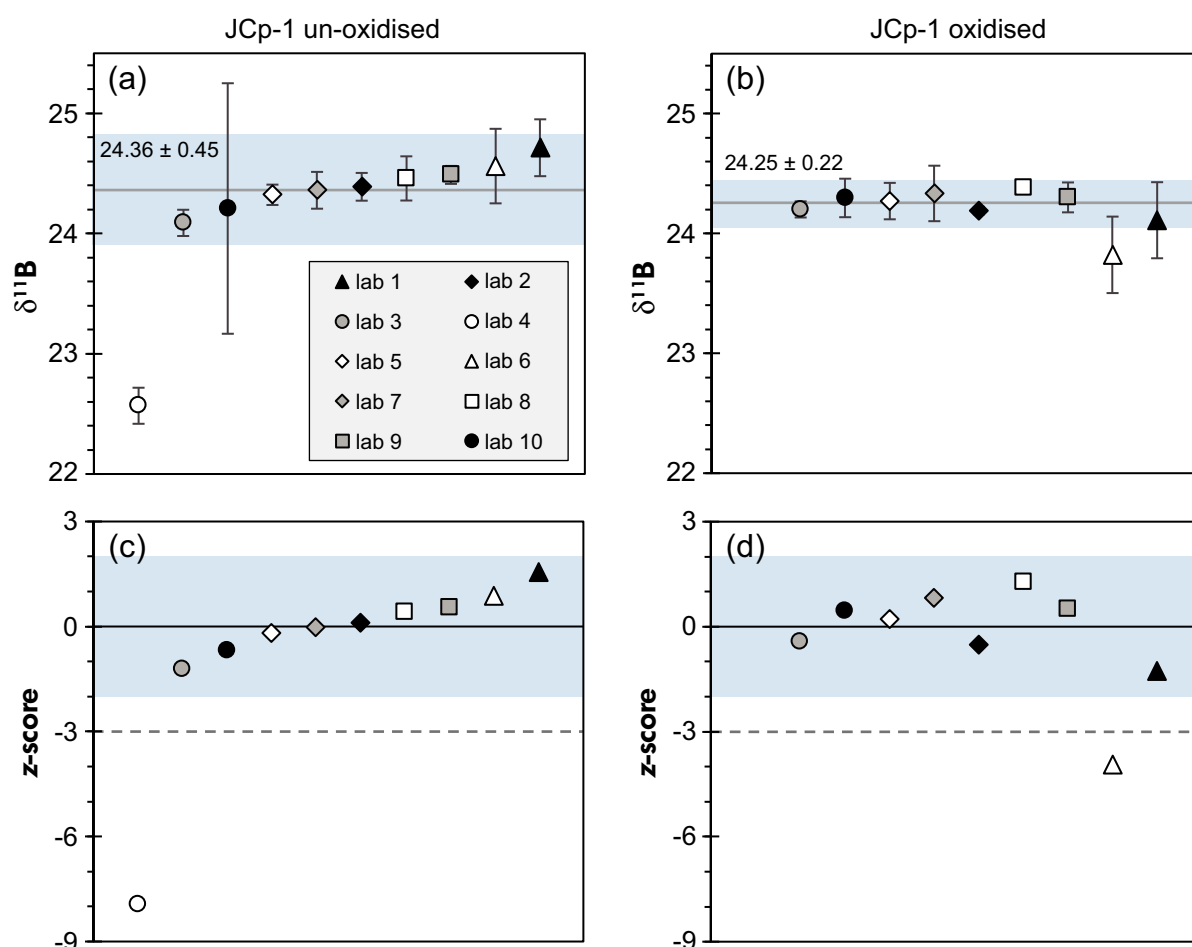 JCp-1 un-oxidised
JCp-1 oxidised
(a)
25
24
23
22
δ¹¹B
24.36 ± 0.45
lab 1
lab 2
lab 3
lab 4
lab 5
lab 6
lab 7
lab 8
lab 9
lab 10
(b)
25
24
23
22
δ¹¹B
24.25 ± 0.22
(c)
3
0
-3
-6
-9
z-score
(d)
3
0
-3
-6
-9
z-score